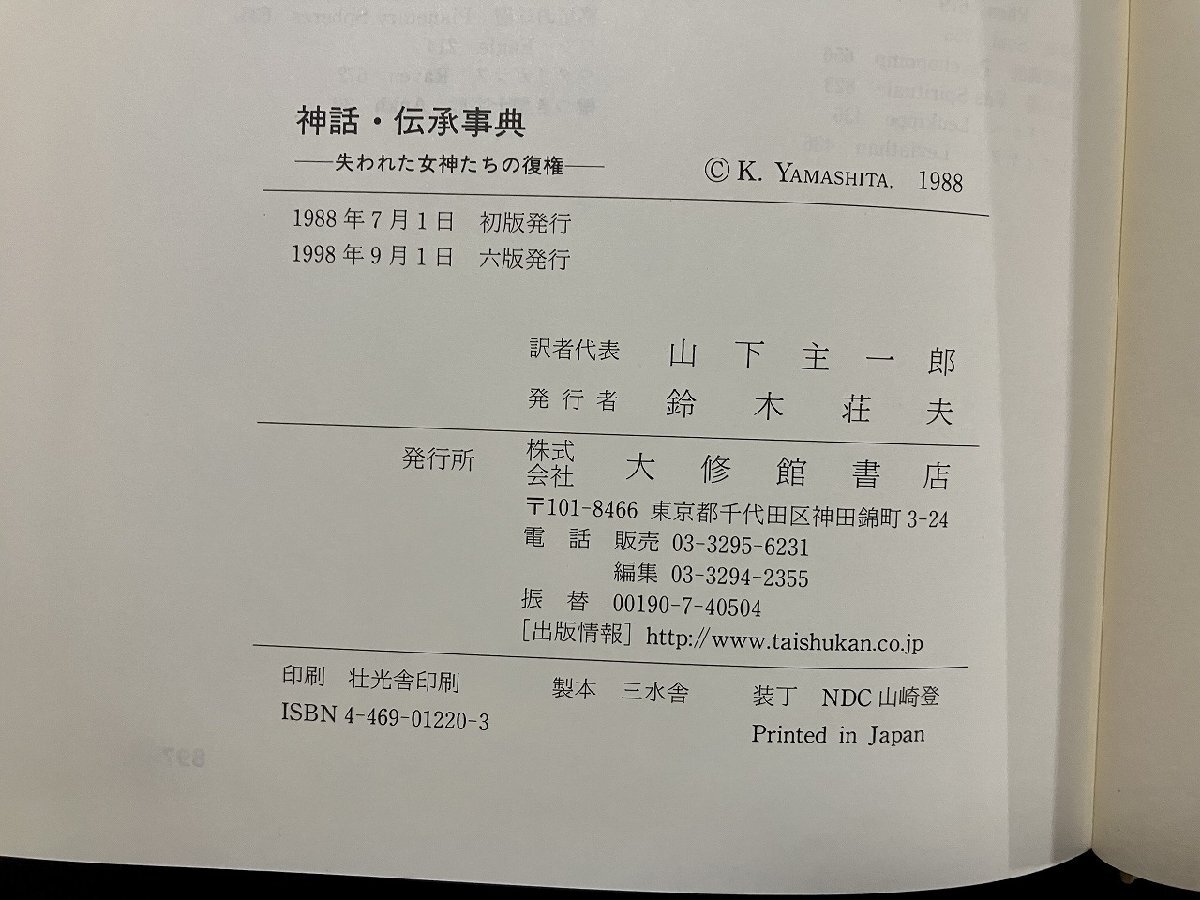 神話・伝承事典
――失われた女神たちの復権――
© K. YAMASHITA. 1988
1988年7月1日 初版発行
1998年9月1日 六版発行
訳者代表 山下主一郎
発行者 鈴木荘夫
発行所 株式会社 大修館書店
〒101-8466 東京都千代田区神田錦町3-24
電話 販売 03-3295-6231
編集 03-3294-2355
振替 00190-7-40504
[出版情報] http://www.taishukan.co.jp
印刷 壮光舎印刷 製本 三水舎 装丁 NDC山崎登
ISBN 4-469-01220-3
Printed in Japan